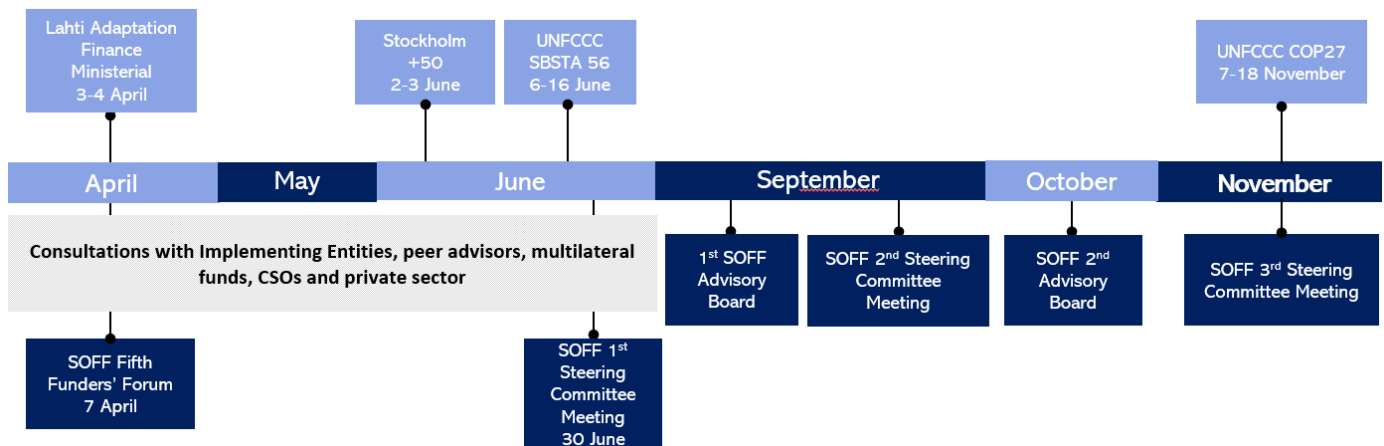 Lahti Adaptation
Finance
Ministerial
3-4 April
Stockholm
+50
2-3 June
UNFCCC
SBSTA 56
6-16 June
UNFCCC COP27
7-18 November
April
May
June
September
October
November
Consultations with Implementing Entities, peer advisors, multilateral
funds, CSOs and private sector
1st SOFF
Advisory
Board
SOFF 2nd Steering
Committee
Meeting
SOFF 2nd
Advisory
Board
SOFF 3rd Steering
Committee Meeting
SOFF Fifth
Funders' Forum
7 April
SOFF 1st
Steering
Committee
Meeting
30 June